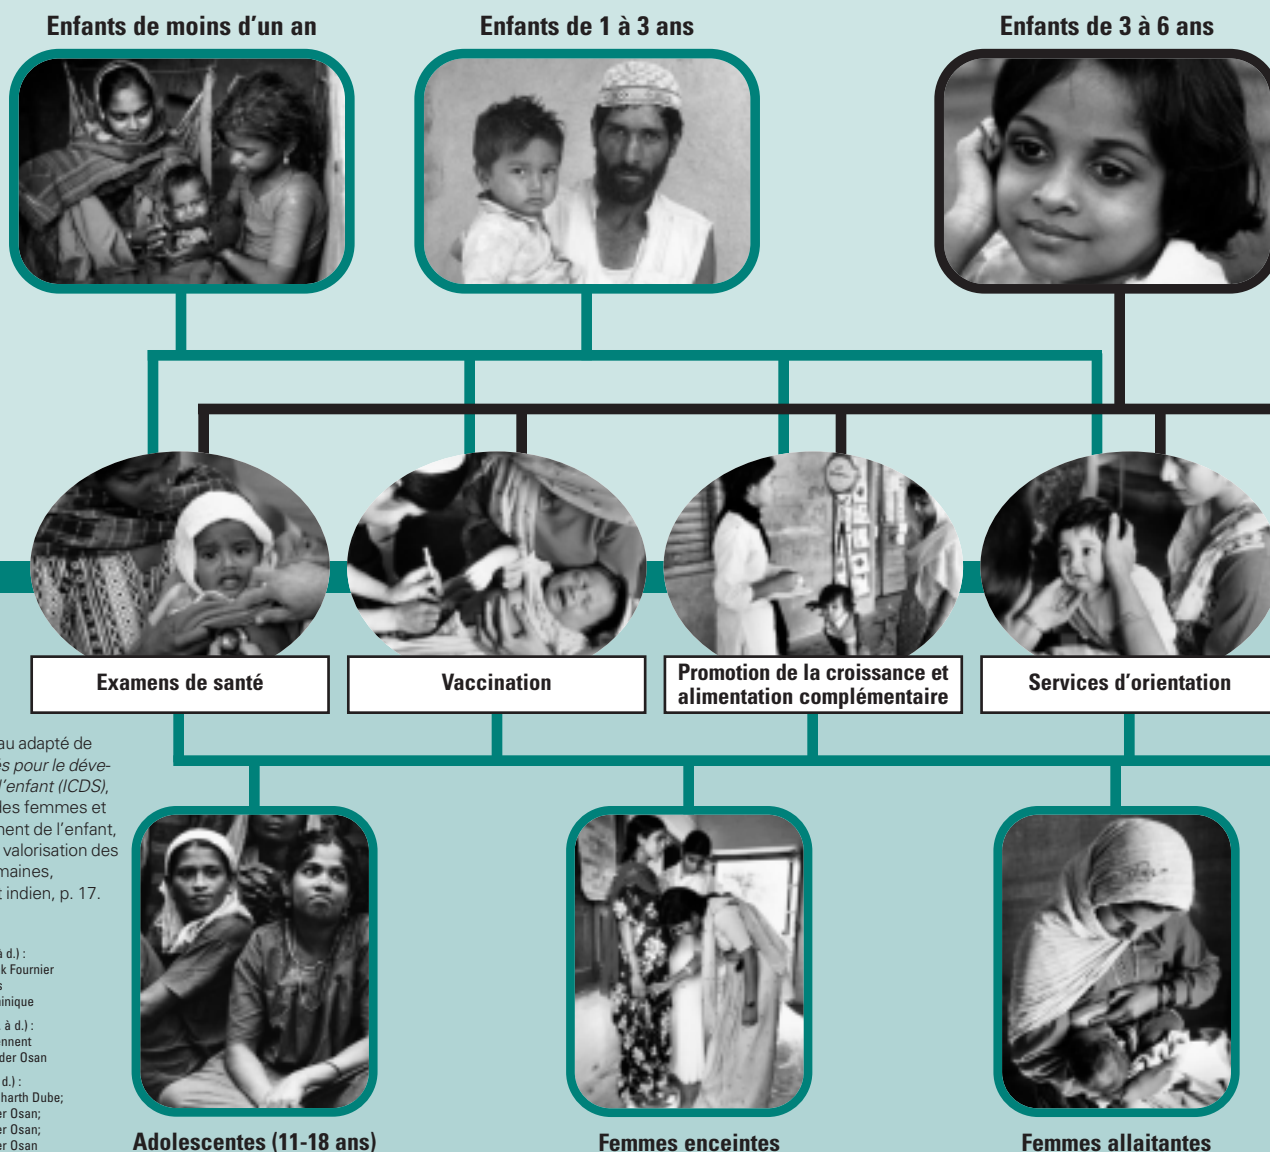 Enfants de moins d'un an
Enfants de 1 à 3 ans
Enfants de 3 à 6 ans
Examens de santé
Vaccination
Promotion de la croissance et
alimentation complémentaire
Services d'orientation
au adapté de
és pour le déve-
l'enfant (ICDS),
des femmes et
ment de l'enfant,
valorisation des
maines,
t indien, p. 17.
à d.) :
k Fournier
s
inique
à d.) :
ennent
der Osan
d.) :
harth Dube;
er Osan;
er Osan;
er Osan
Adolescentes (11-18 ans)
Femmes enceintes
Femmes allaitantes